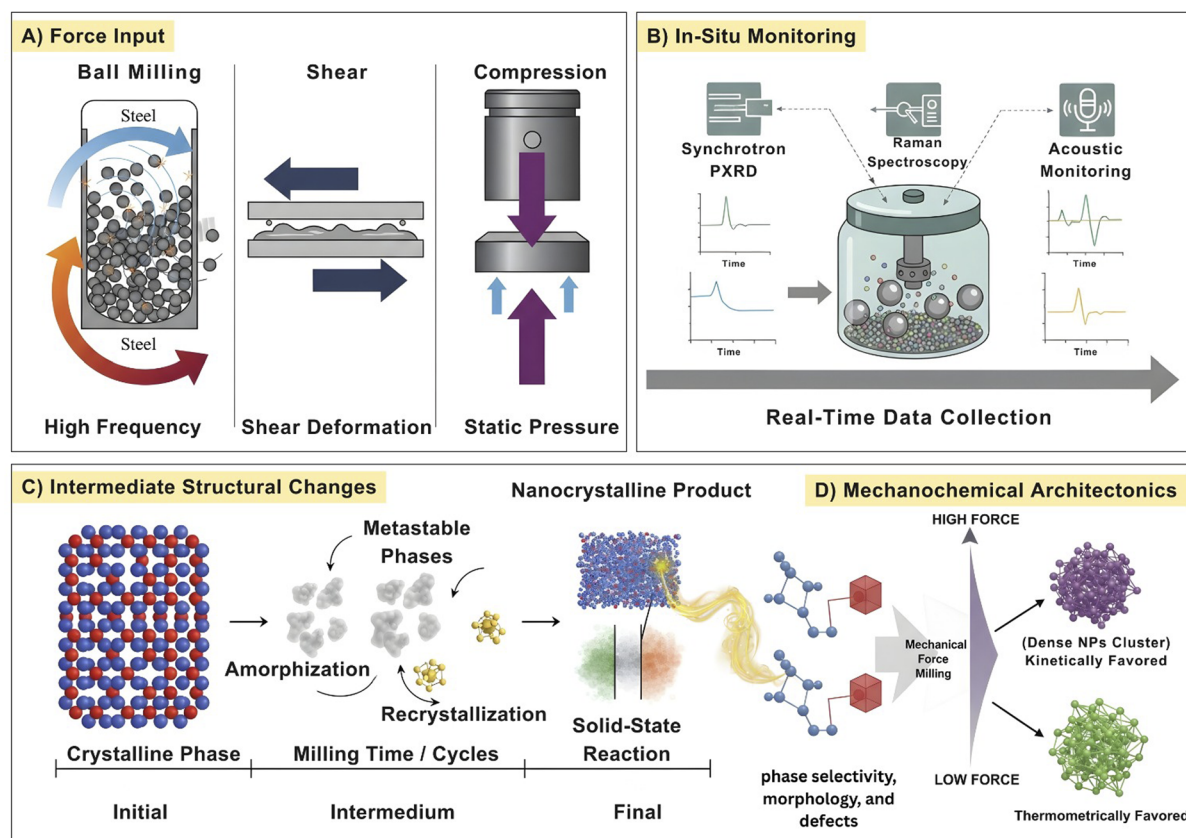 A) Force Input
Ball Milling
Steel
Steel
High Frequency
Shear
Shear Deformation
Compression
Static Pressure
B) In-Situ Monitoring
Synchrotron
PXRD
Raman
Spectroscopy
Acoustic
Monitoring
Time
Time
Time
Time
Real-Time Data Collection
C) Intermediate Structural Changes
Crystalline Phase
Initial
Metastable
Phases
Amorphization
Recrystallization
Milling Time / Cycles
Intermedium
Nanocrystalline Product
Solid-State
Reaction
Final
D) Mechanochemical Architectonics
phase selectivity,
morphology, and
defects
Mechanical
Force
Milling
HIGH FORCE
LOW FORCE
(Dense NPs Cluster)
Kinetically Favored
Thermometrically Favored